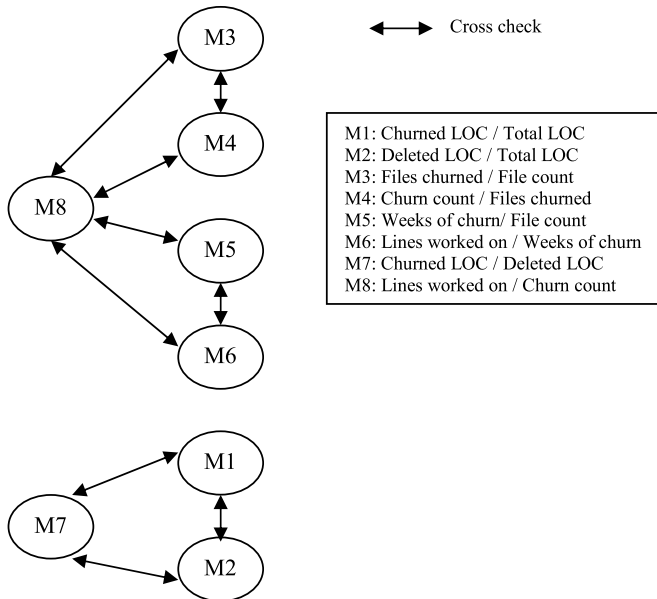 M3
Cross check
M4
M8
M5
M6
M1
M7
M2
M1: Churned LOC / Total LOC
M2: Deleted LOC / Total LOC
M3: Files churned / File count
M4: Churn count / Files churned
M5: Weeks of churn/ File count
M6: Lines worked on / Weeks of churn
M7: Churned LOC / Deleted LOC
M8: Lines worked on / Churn count